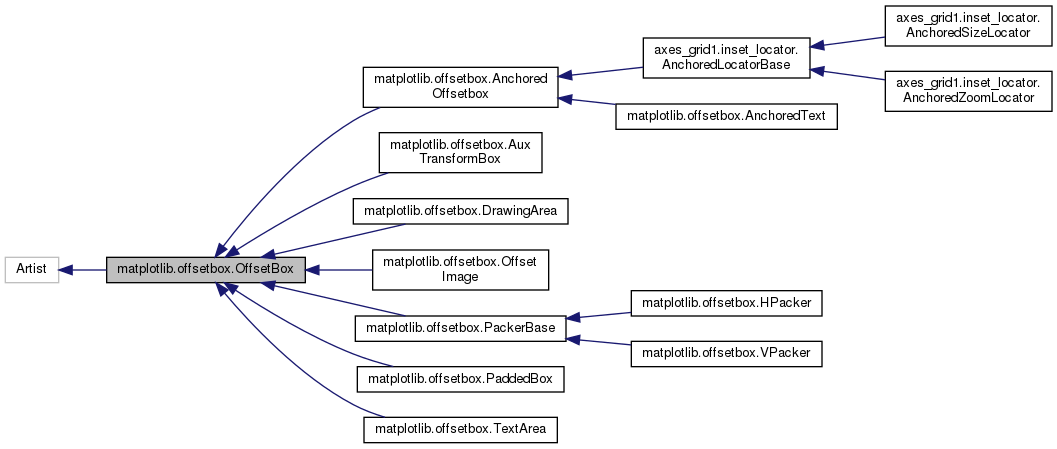 Artist
matplotlib.offsetbox.OffsetBox
matplotlib.offsetbox.Anchored
Offsetbox
axes_grid1.inset_locator.
AnchoredLocatorBase
axes_grid1.inset_locator.
AnchoredSizeLocator
axes_grid1.inset_locator.
AnchoredZoomLocator
matplotlib.offsetbox.AnchoredText
matplotlib.offsetbox.Aux
TransformBox
matplotlib.offsetbox.DrawingArea
matplotlib.offsetbox.Offset
Image
matplotlib.offsetbox.PackerBase
matplotlib.offsetbox.HPacker
matplotlib.offsetbox.VPacker
matplotlib.offsetbox.PaddedBox
matplotlib.offsetbox.TextArea